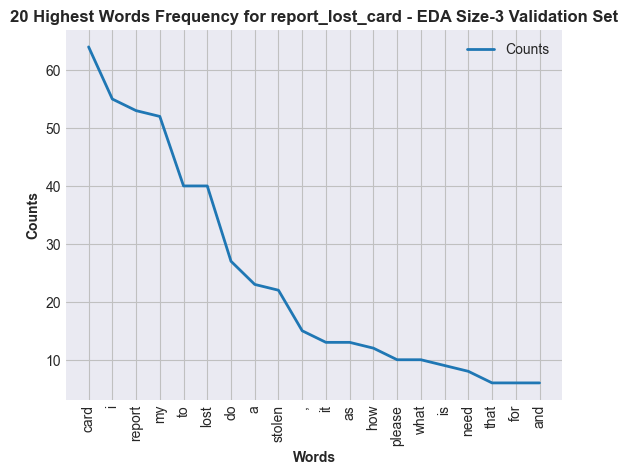 20 Highest Words Frequency for report_lost_card - EDA Size-3 Validation Set
Counts
60
50
40
30
20
10
Counts
card
i
report
my
to
lost
do
a
stolen
,
it
as
how
please
what
is
need
that
for
and
Words